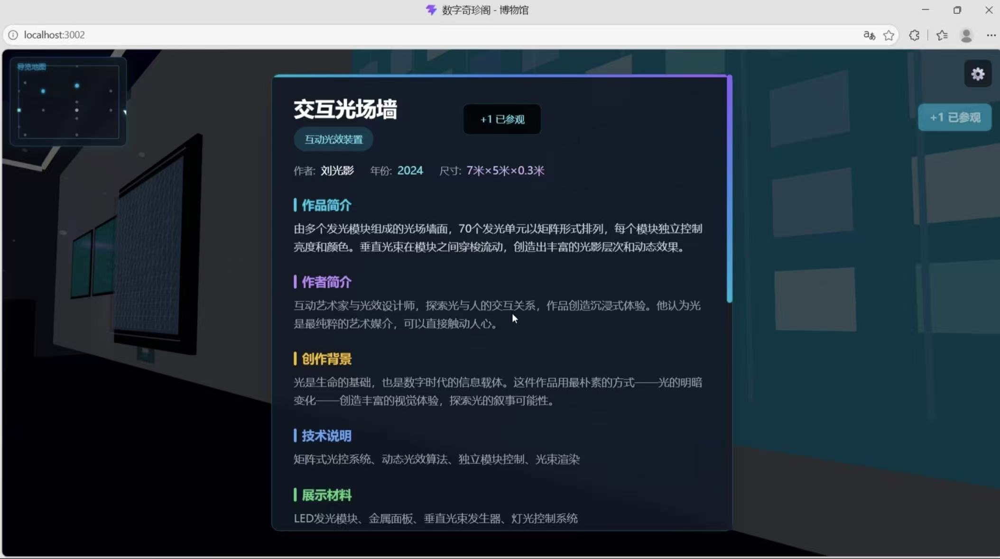 数字奇珍阁 - 博物馆
localhost:3002
导览地图
交互光场墙
+1 已参观
+1 已参观
互动光效装置
作者: 刘光影 年份: 2024 尺寸: 7米×5米×0.3米
作品简介
由多个发光模块组成的光场墙面，70个发光单元以矩阵形式排列，每个模块独立控制
亮度和颜色。垂直光束在模块之间穿梭流动，创造出丰富的光影层次和动态效果。
作者简介
互动艺术家与光效设计师，探索光与人的交互关系，作品创造沉浸式体验。他认为光
是最纯粹的艺术媒介，可以直接触动人心。
创作背景
光是生命的基础，也是数字时代的信息载体。这件作品用最朴素的方式——光的明暗
变化——创造丰富的视觉体验，探索光的叙事可能性。
技术说明
矩阵式光控系统、动态光效算法、独立模块控制、光束渲染
展示材料
LED发光模块、金属面板、垂直光束发生器、灯光控制系统